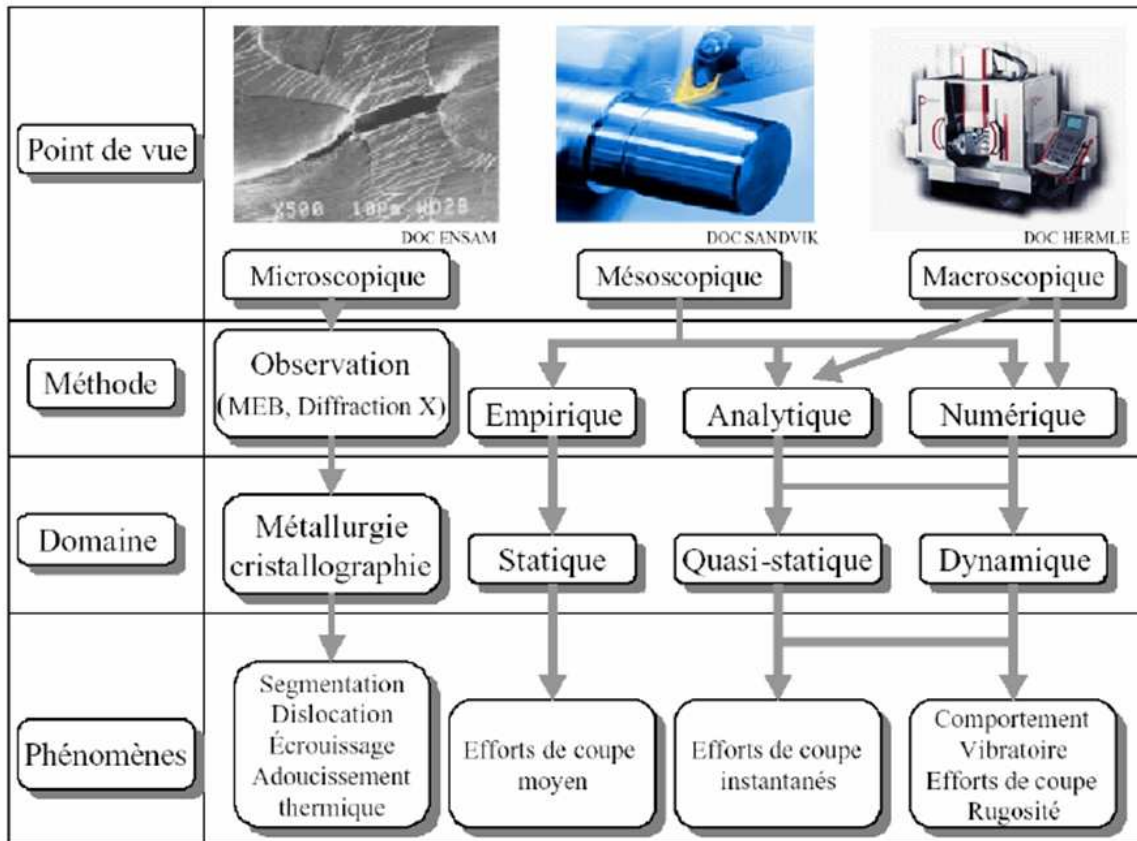 Point de vue
X500 10µm WD28
DOC ENSAM
DOC SANDVIK
DOC HERMLE
Microscopique
Mésoscopique
Macroscopique
Méthode
Observation
(MEB, Diffraction X)
Empirique
Analytique
Numérique
Domaine
Métallurgie
cristallographie
Statique
Quasi-statique
Dynamique
Phénomènes
Segmentation
Dislocation
Écrouissage
Adoucissement
thermique
Efforts de coupe
moyen
Efforts de coupe
instantanés
Comportement
Vibratoire
Efforts de coupe
Rugosité